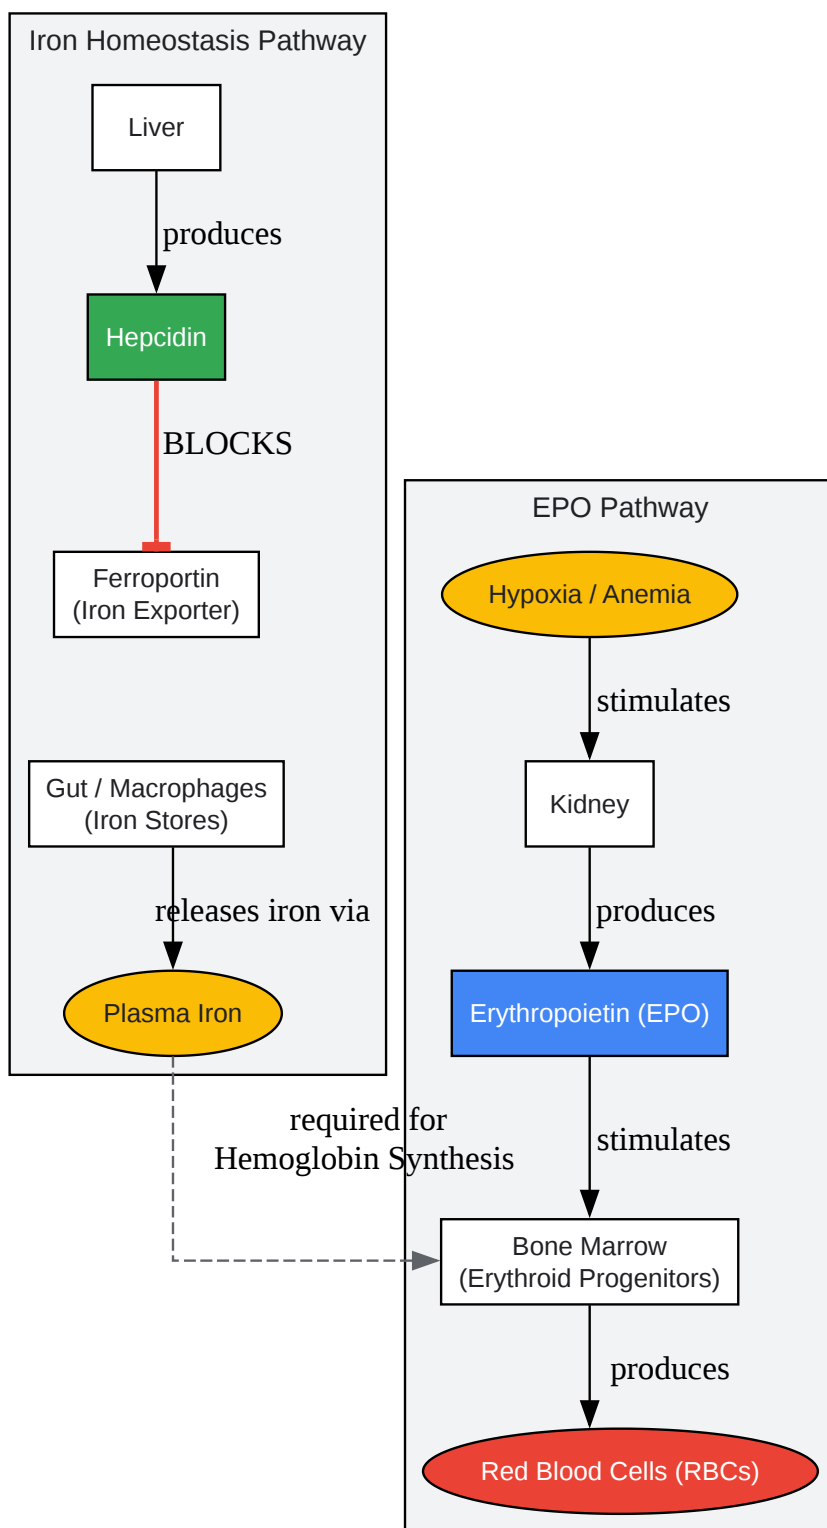 Iron Homeostasis Pathway
Liver
produces
Hepcidin
BLOCKS
Ferroportin
(Iron Exporter)
Gut / Macrophages
(Iron Stores)
releases iron via
Plasma Iron
required for
Hemoglobin Synthesis
EPO Pathway
Hypoxia / Anemia
stimulates
Kidney
produces
Erythropoietin (EPO)
stimulates
Bone Marrow
(Erythroid Progenitors)
produces
Red Blood Cells (RBCs)